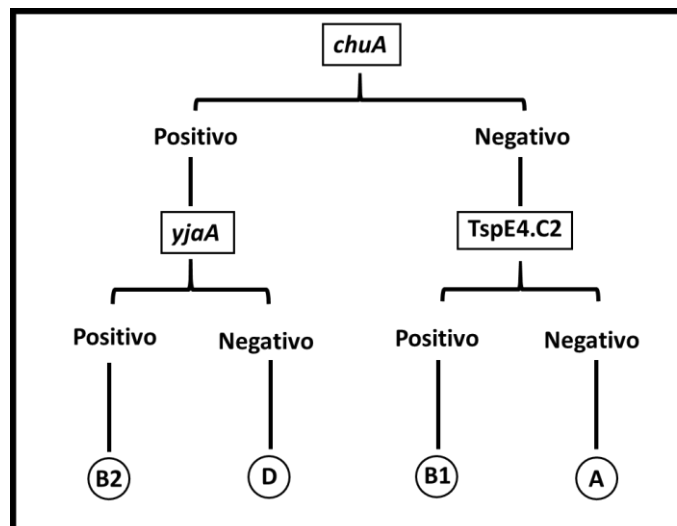 chuA
Positivo Negativo
yjaA TspE4.C2
Positivo Negativo Positivo Negativo
B2 D B1 A